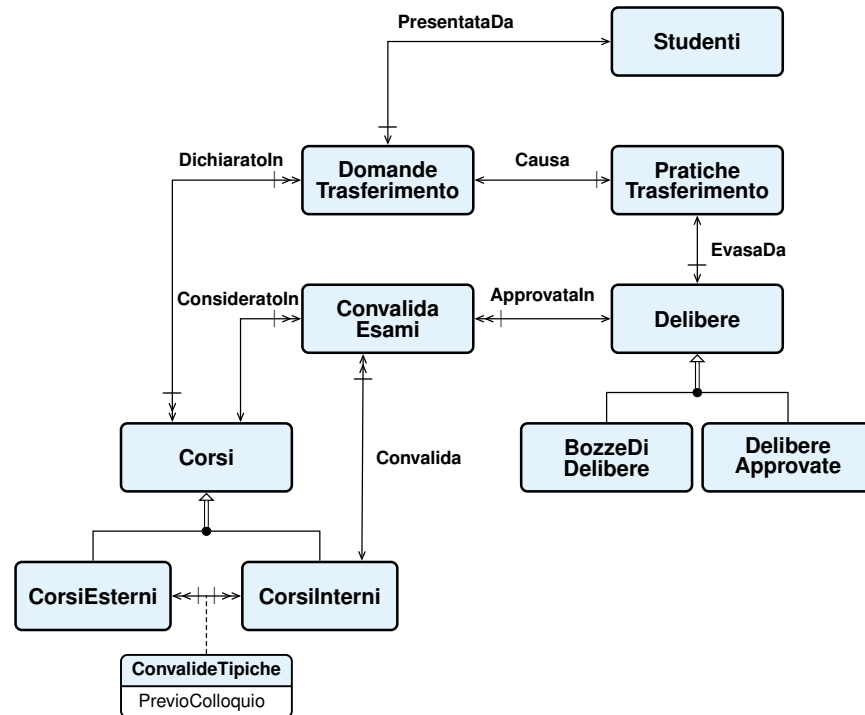 PresentataDa
Studenti
DichiaratoIn
Domande
Trasferimento
Causa
Pratiche
Trasferimento
EvasaDa
ConsideratoIn
Convalida
Esami
ApprovataIn
Delibere
Corsi
Convalida
BozzeDi
Delibere
Delibere
Approvate
CorsiEsterni
CorsiInterni
ConvalideTipiche
PrevioColloquio